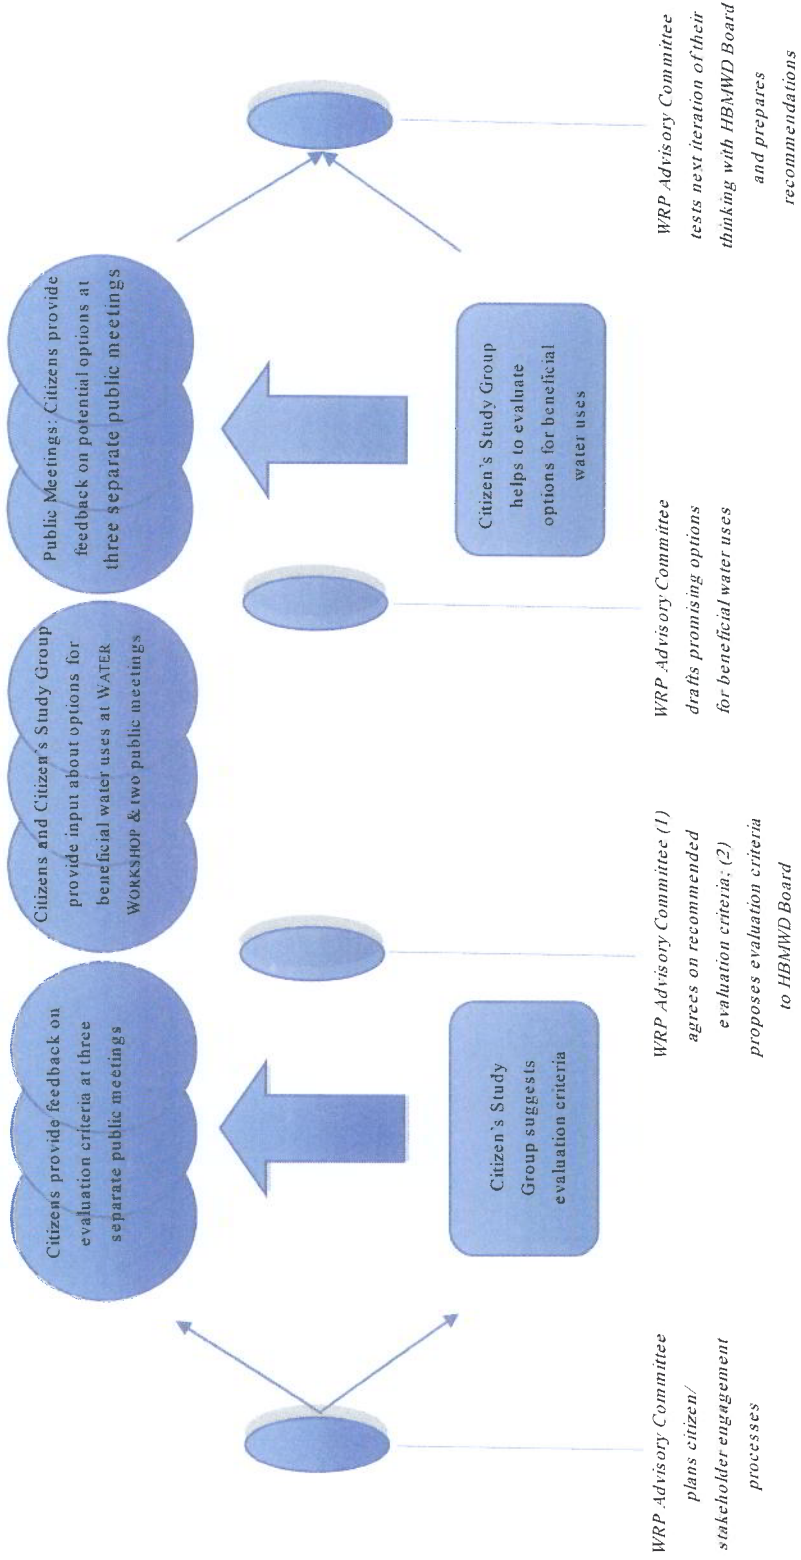 Citizens provide feedback on
evaluation criteria at three
separate public meetings
Citizens and Citizen's Study Group
provide input about options for
beneficial water uses at WATER
WORKSHOP & two public meetings
Public Meetings: Citizens provide
feedback on potential options at
three separate public meetings
Citizen's Study
Group suggests
evaluation criteria
Citizen's Study Group
helps to evaluate
options for beneficial
water uses
WRP Advisory Committee
plans citizen/
stakeholder engagement
processes
WRP Advisory Committee (1)
agrees on recommended
evaluation criteria; (2)
proposes evaluation criteria
to HBMWD Board
WRP Advisory Committee
drafts promising options
for beneficial water uses
WRP Advisory Committee
tests next iteration of their
thinking with HBMWD Board
and prepares
recommendations